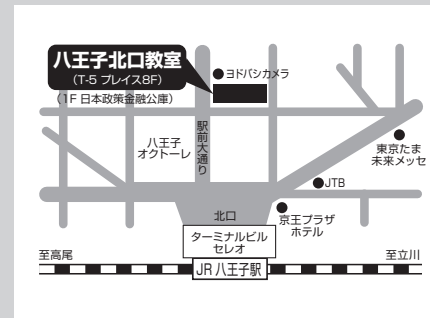 八王子北口教室
(T-5 プレイス8F)
(1F 日本政策金融公庫)
ヨドバシカメラ
駅前大通り
八王子
オクトーレ
東京たま
未来メッセ
JTB
京王プラザ
ホテル
北口
ターミナルビル
セレオ
至高尾
至立川
JR 八王子駅